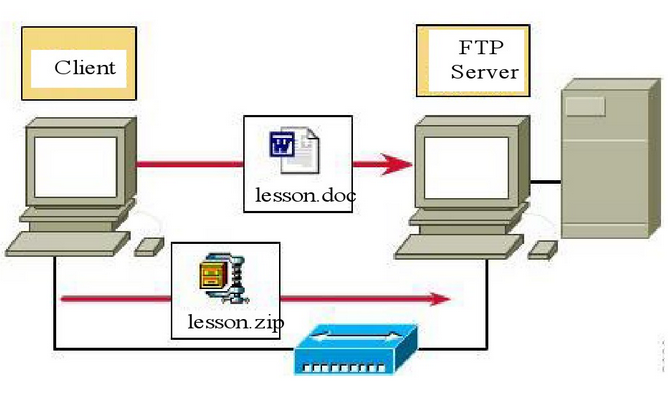 Client
FTP
Server
W
lesson.doc
lesson.zip